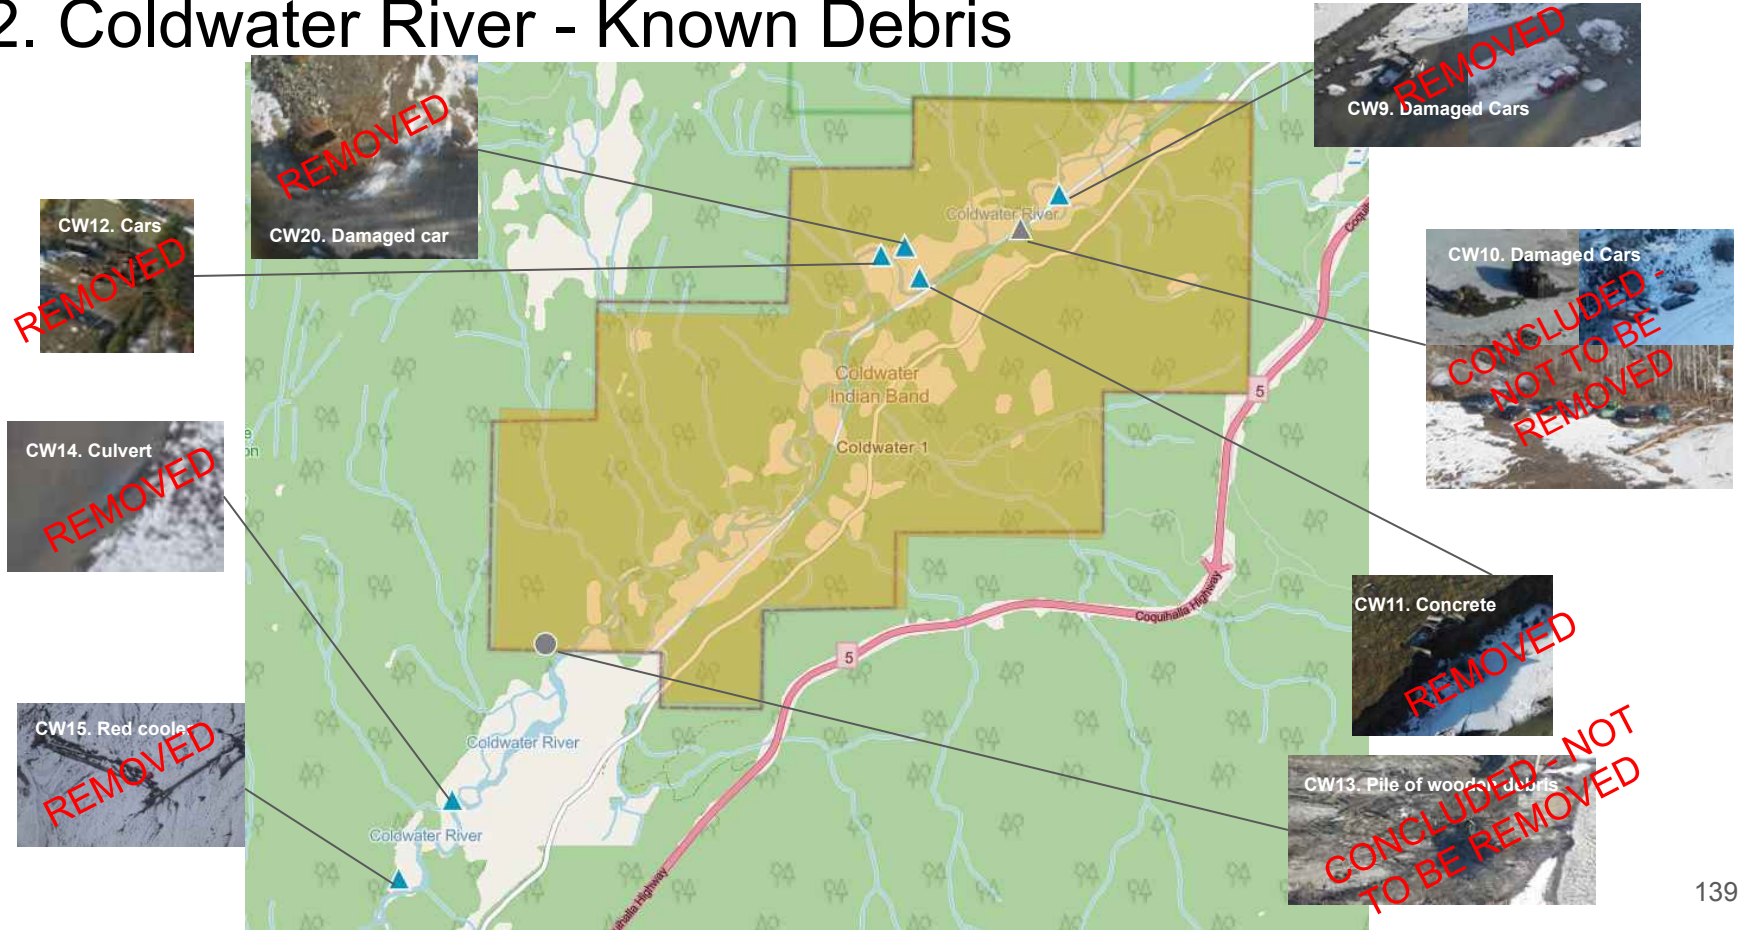 2. Coldwater River - Known Debris
REMOVED
CW20. Damaged car
REMOVED
CW9. Damaged Cars
CW12. Cars
REMOVED
CW10. Damaged Cars
CONCLUDED -
NOT TO BE
REMOVED
CW14. Culvert
REMOVED
CW11. Concrete
REMOVED
CW15. Red cooler
REMOVED
CW13. Pile of wooden debris
CONCLUDED - NOT
TO BE REMOVED
Coldwater River
Coldwater
Indian Band
Coldwater 1
5
Coquihalla Highway
5
Coldwater River
Coldwater River
uihalla Highway
Coquih
139